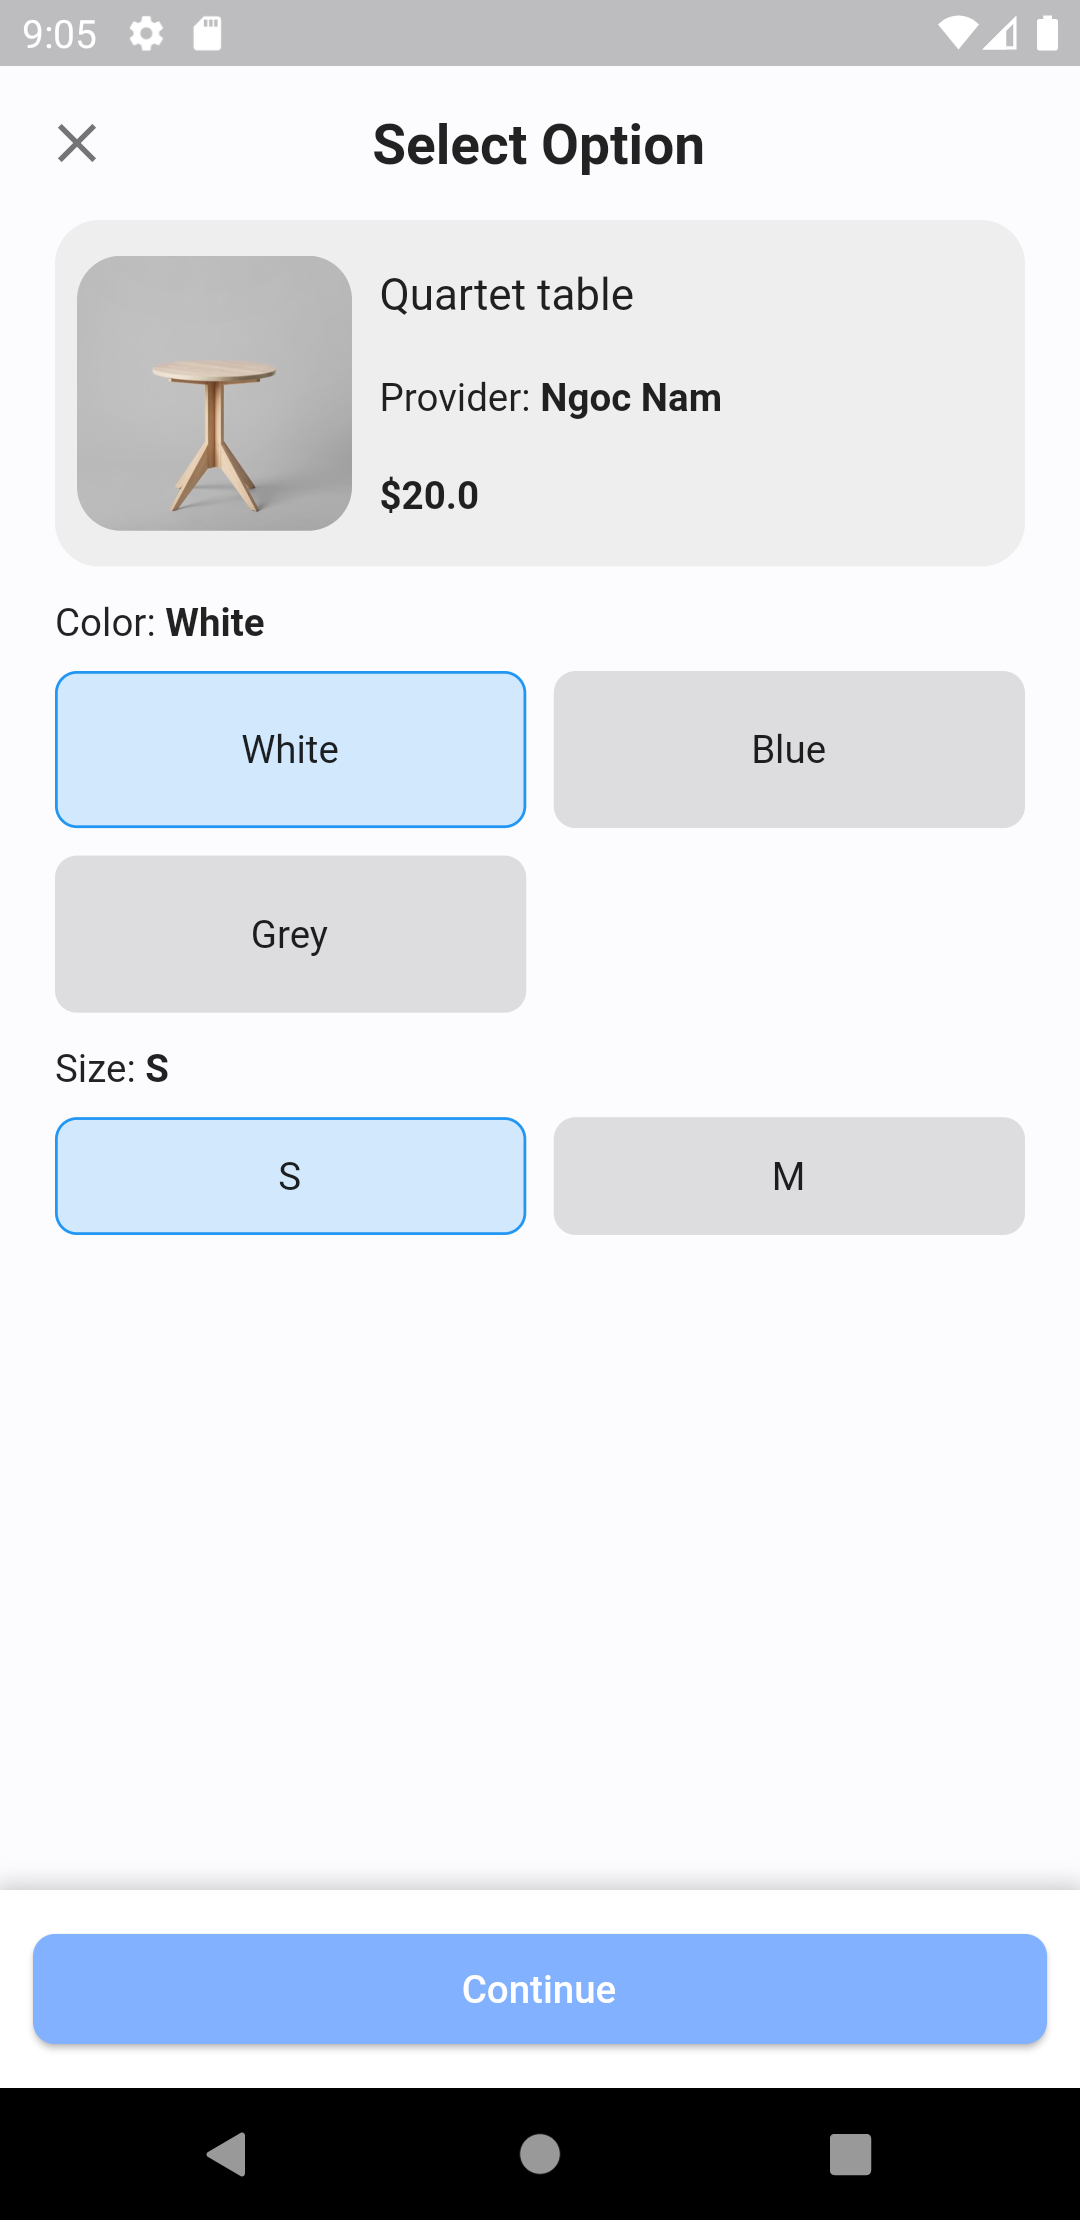 9:05
Select Option
Quartet table
Provider: Ngoc Nam
$20.0
Color: White
White
Blue
Grey
Size: S
S
M
Continue